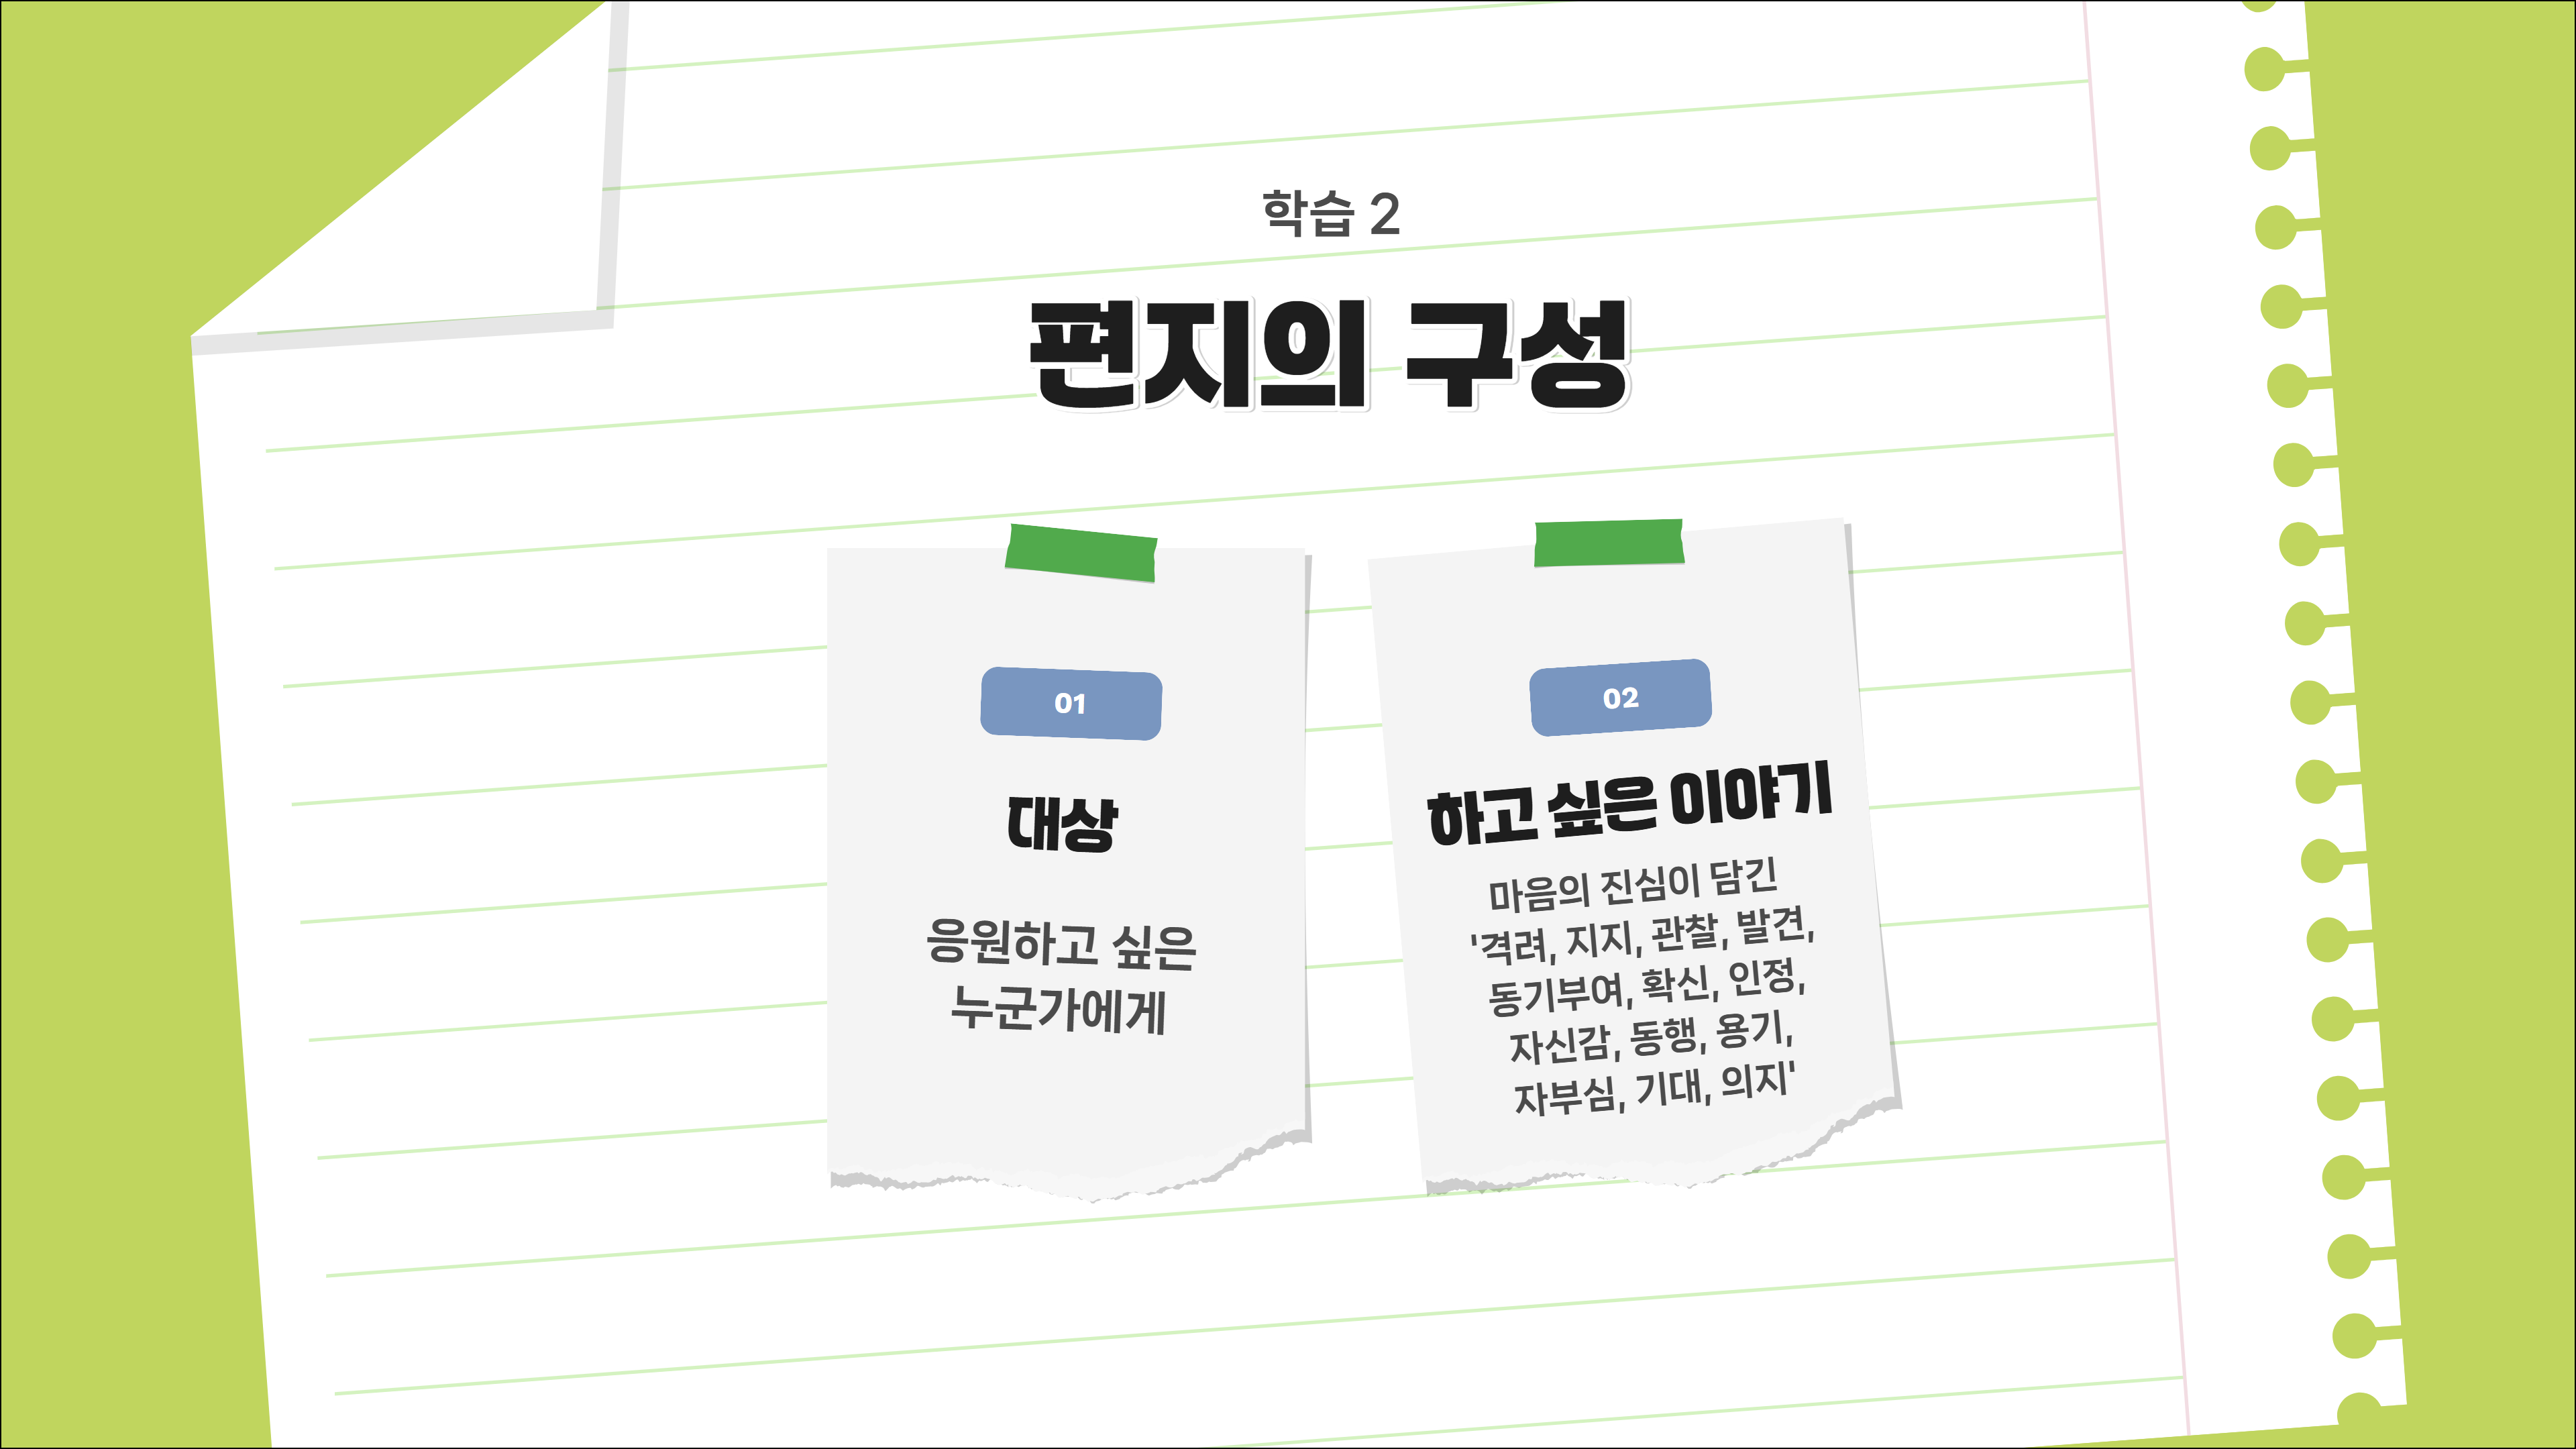 학습 2
편지의 구성
01
대상
응원하고 싶은
누군가에게
02
하고 싶은 이야기
마음의 진심이 담긴
'격려, 지지, 관찰, 발견,
동기부여, 확신, 인정,
자신감, 동행, 용기,
자부심, 기대, 의지'